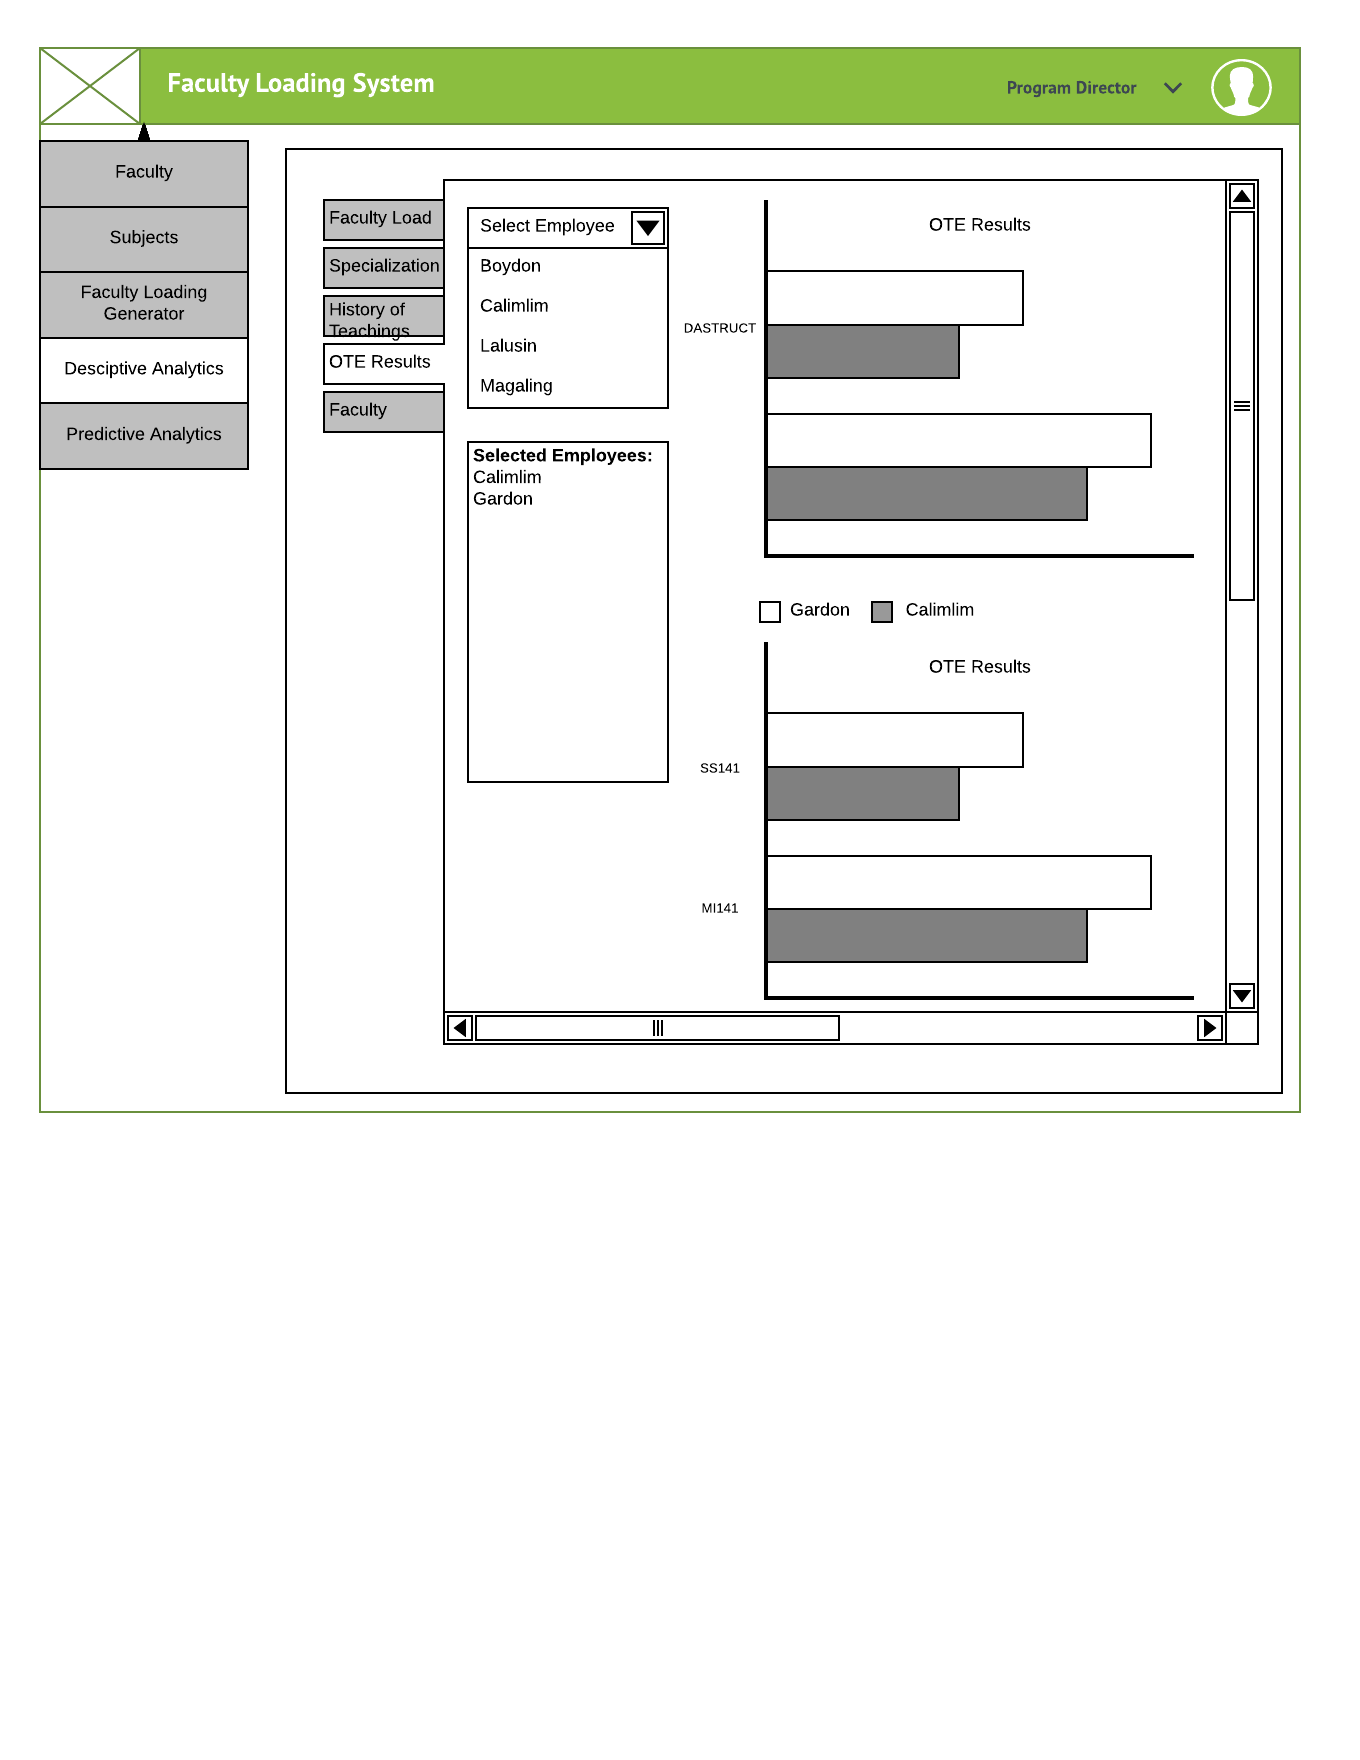 Faculty Loading System
Program Director
Faculty
Subjects
Faculty Loading
Generator
Desciptive Analytics
Predictive Analytics
Faculty Load
Specialization
History of
Teachings
OTE Results
Faculty
Select Employee
Boydon
Calimlim
Lalusin
Magaling
Selected Employees:
Calimlim
Gardon
OTE Results
DASTRUCT
Gardon
Calimlim
OTE Results
SS141
MI141